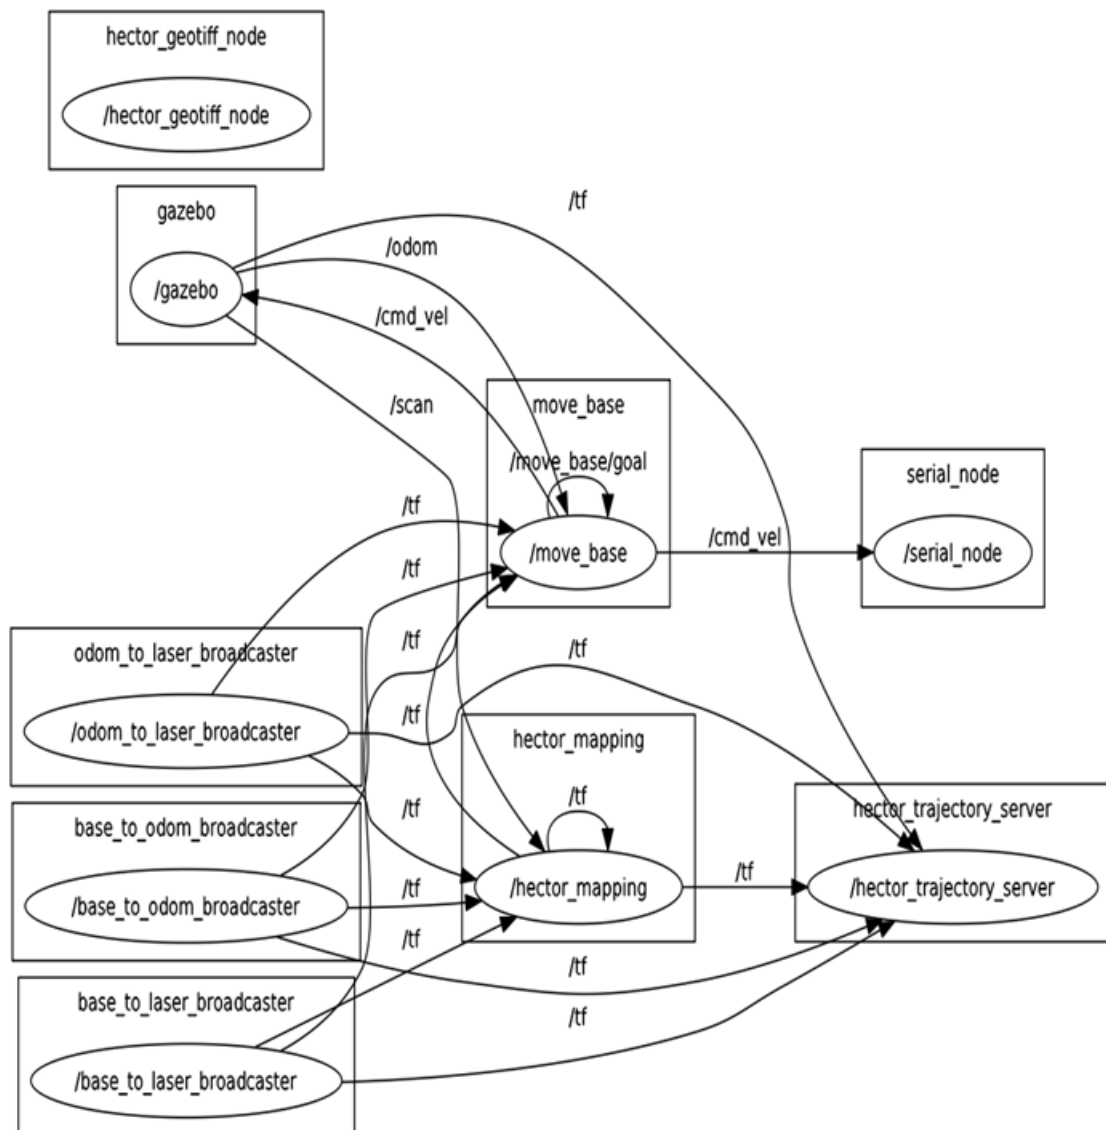 hector_geotiff_node
/hector_geotiff_node
gazebo
/gazebo
/tf
/odom
/cmd_vel
/scan
move_base
/move_base/goal
/move_base
/cmd_vel
serial_node
/serial_node
/tf
/tf
/tf
/tf
/tf
odom_to_laser_broadcaster
/odom_to_laser_broadcaster
hector_mapping
/tf
/hector_mapping
/tf
/tf
/tf
/tf
hector_trajectory_server
/hector_trajectory_server
base_to_odom_broadcaster
/base_to_odom_broadcaster
/tf
/tf
base_to_laser_broadcaster
/base_to_laser_broadcaster